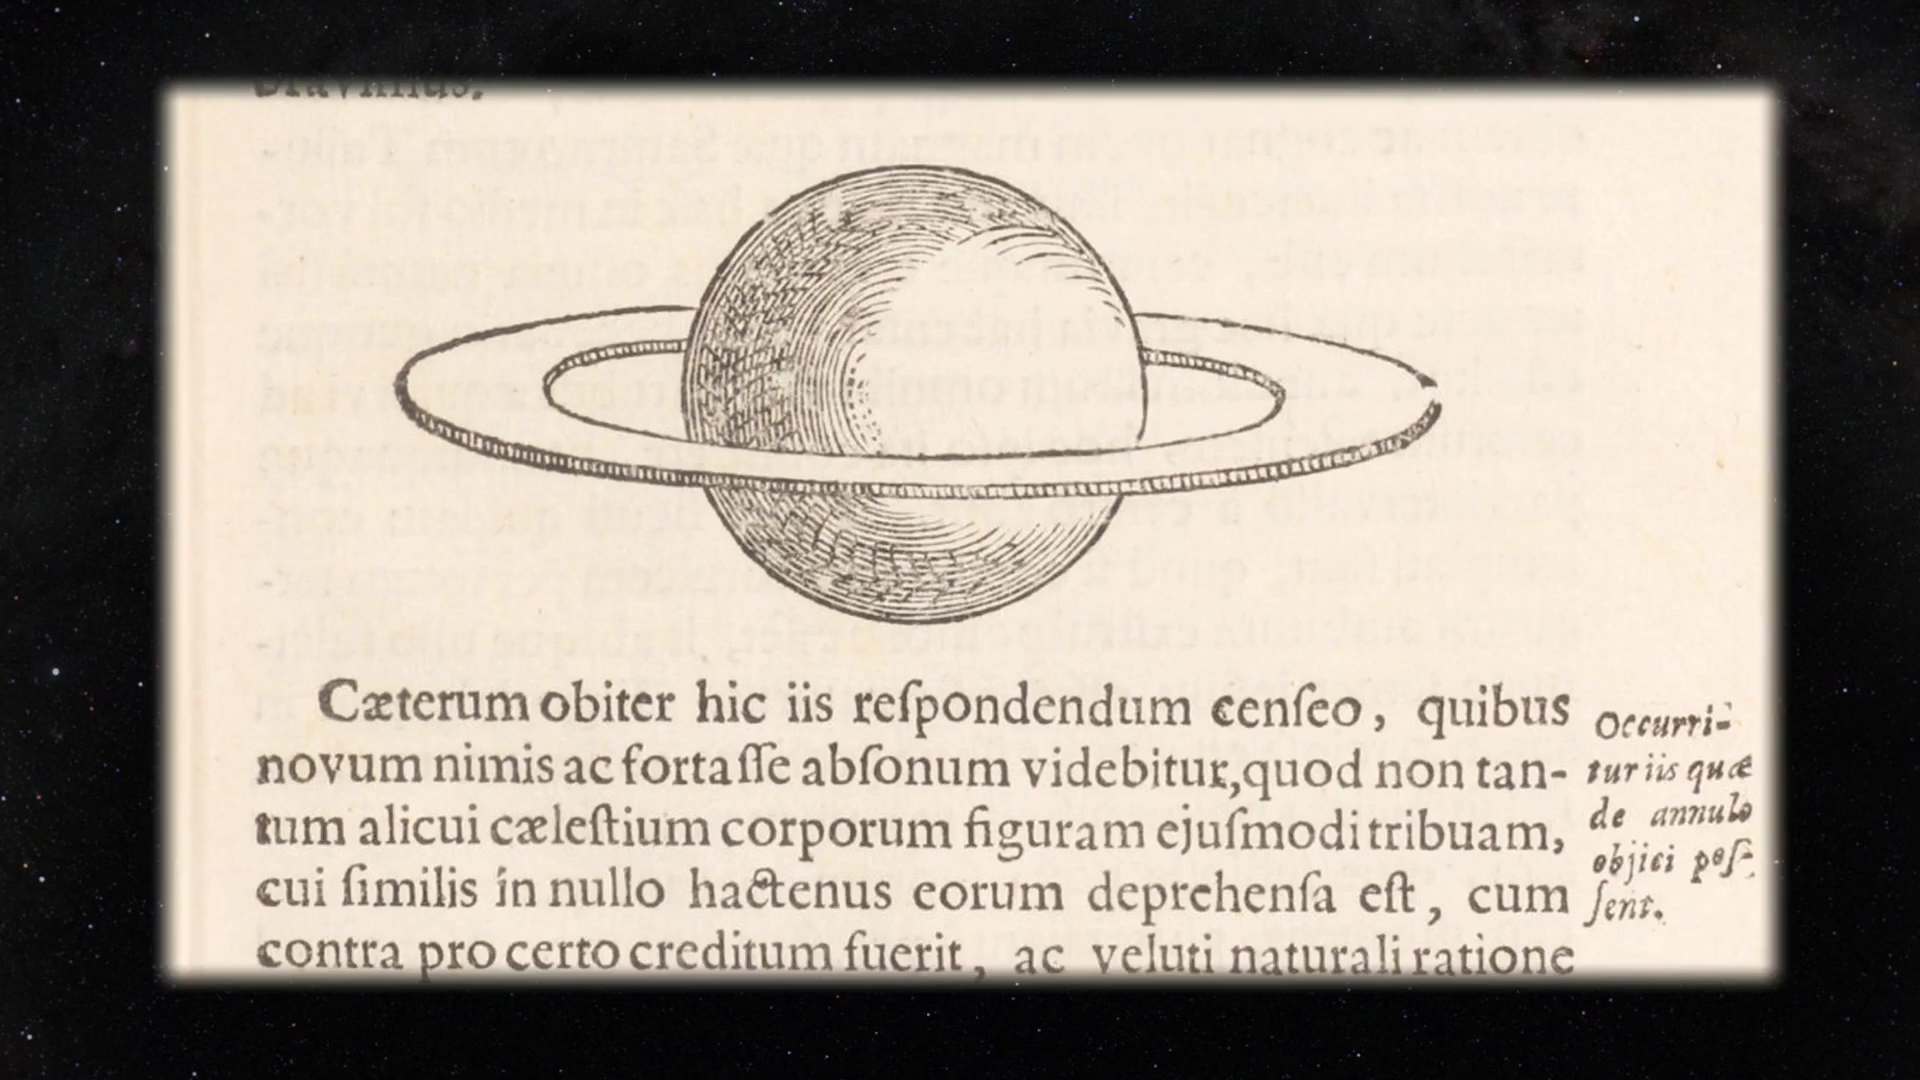 Cæterum obiter hic iis reſpondendum cenſeo, quibus
novum nimis ac fortaſſe abſonum videbitur, quod non tan-
tum alicui cæleſtium corporum figuram ejuſmodi tribuam,
cui ſimilis in nullo hactenus eorum deprehenſa eſt, cum
contra pro certo creditum fuerit, ac veluti naturali ratione
Occurri-
tur iis quæ
de annulo
objici poſ-
ſent.